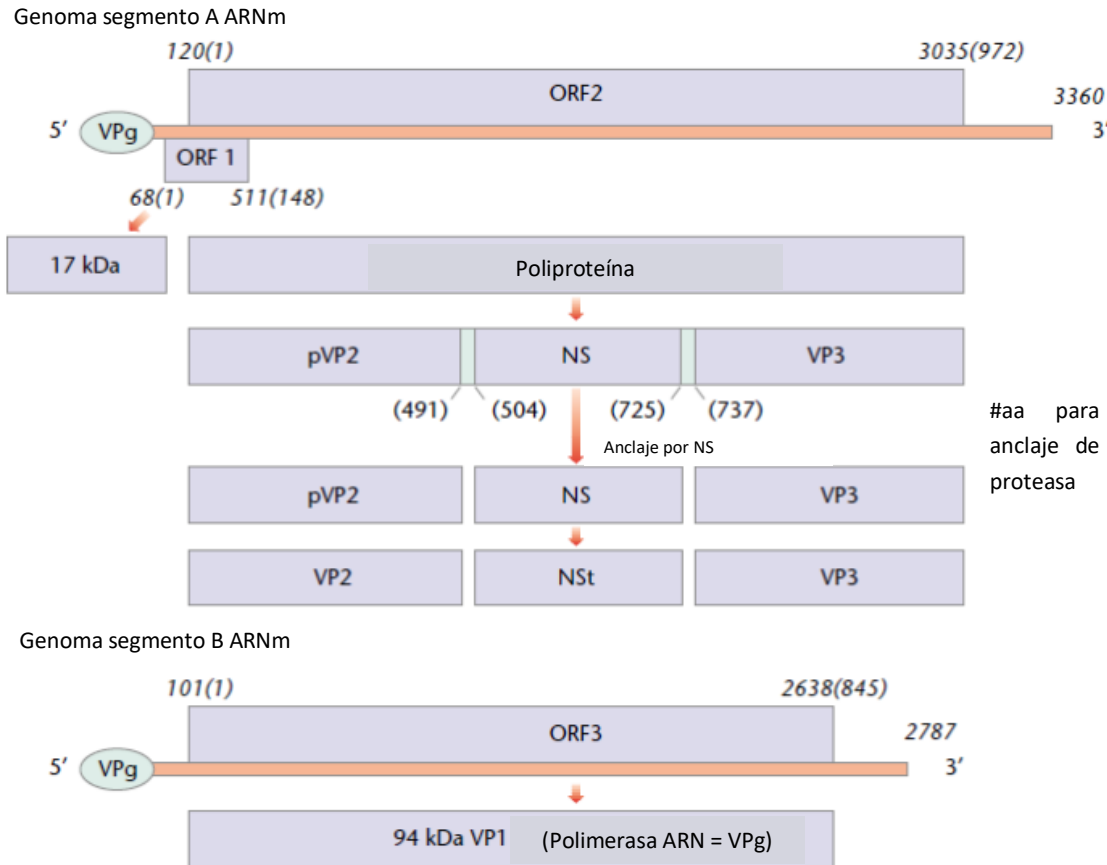 Genoma segmento A ARNm
120(1) 3035(972)
ORF2
3360
5′ VPg 3′
ORF 1
68(1) 511(148)
17 kDa
Poliproteína
pVP2 NS VP3
(491) (504) (725) (737)
#aa para
anclaje de
proteasa
Anclaje por NS
pVP2 NS VP3
VP2 NSt VP3
Genoma segmento B ARNm
101(1) 2638(845)
ORF3
2787
5′ VPg 3′
94 kDa VP1 (Polimerasa ARN = VPg)